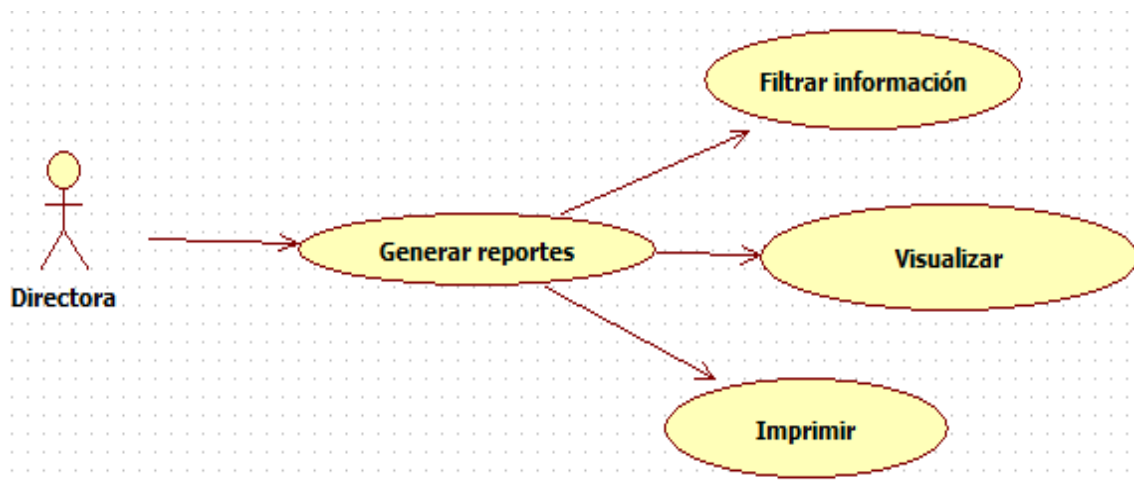 Filtrar información
Generar reportes
Visualizar
Directora
Imprimir